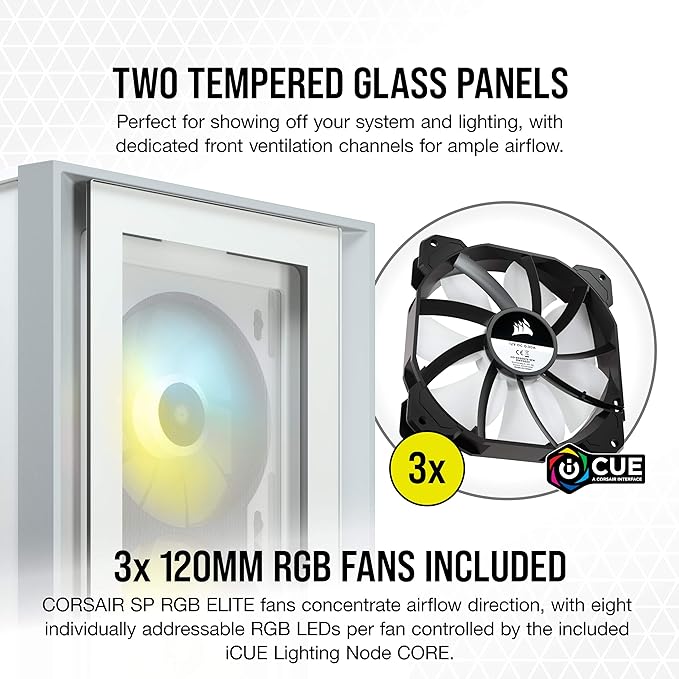 TWO TEMPERED GLASS PANELS
Perfect for showing off your system and lighting, with
dedicated front ventilation channels for ample airflow.
3x
CUE
A CORSAIR INTERFACE
3x 120MM RGB FANS INCLUDED
CORSAIR SP RGB ELITE fans concentrate airflow direction, with eight
individually addressable RGB LEDs per fan controlled by the included
iCUE Lighting Node CORE.